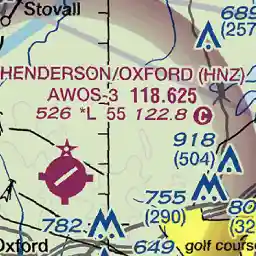 Stovall
689
(257
HENDERSON/OXFORD (HNZ)
AWOS-3 118.625
526 *L 55 122.8 C
918
(504)
755
(290)
80
(32
782
Oxford
649
golf course